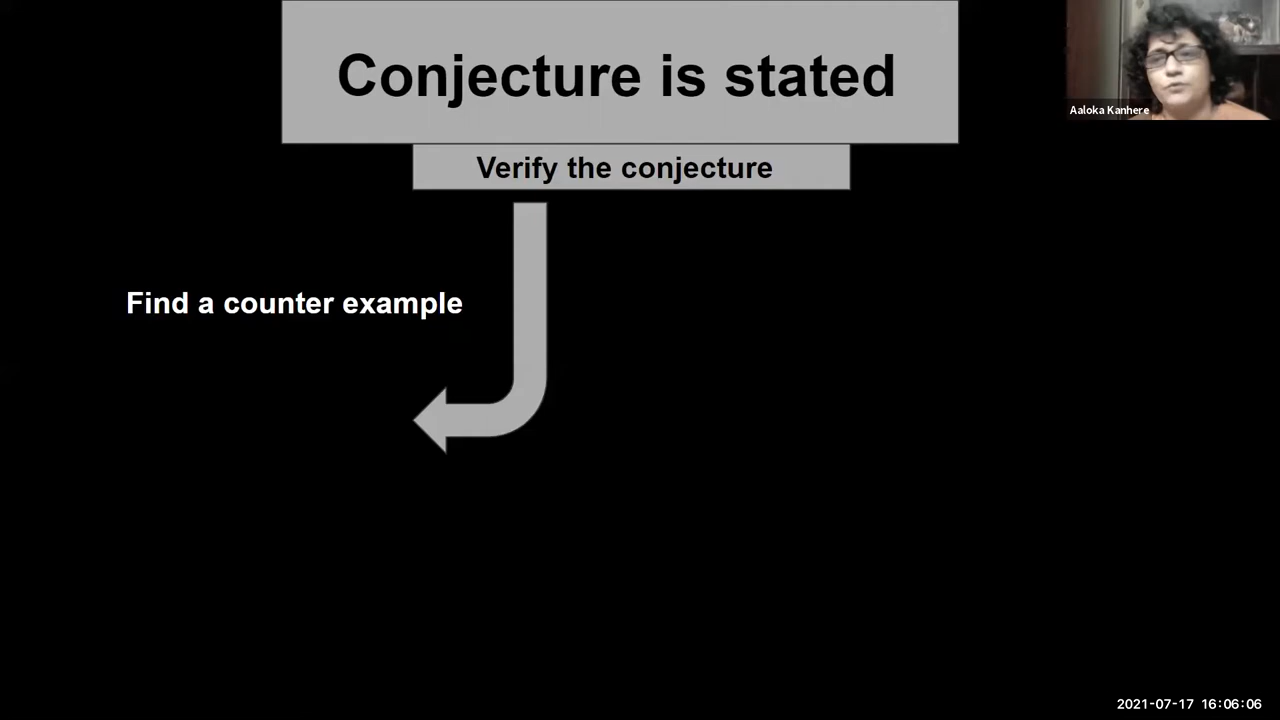 Conjecture is stated
Aaloka Kanhere
Verify the conjecture
Find a counter example
2021-07-17 16:06:06